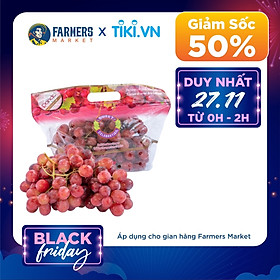 FARMERS MARKET X TIKI.VN
Giảm Sốc
50%
DUY NHẤT
27.11
TỪ 0H - 2H
BLACK
friday
Áp dụng cho gian hàng Farmers Market